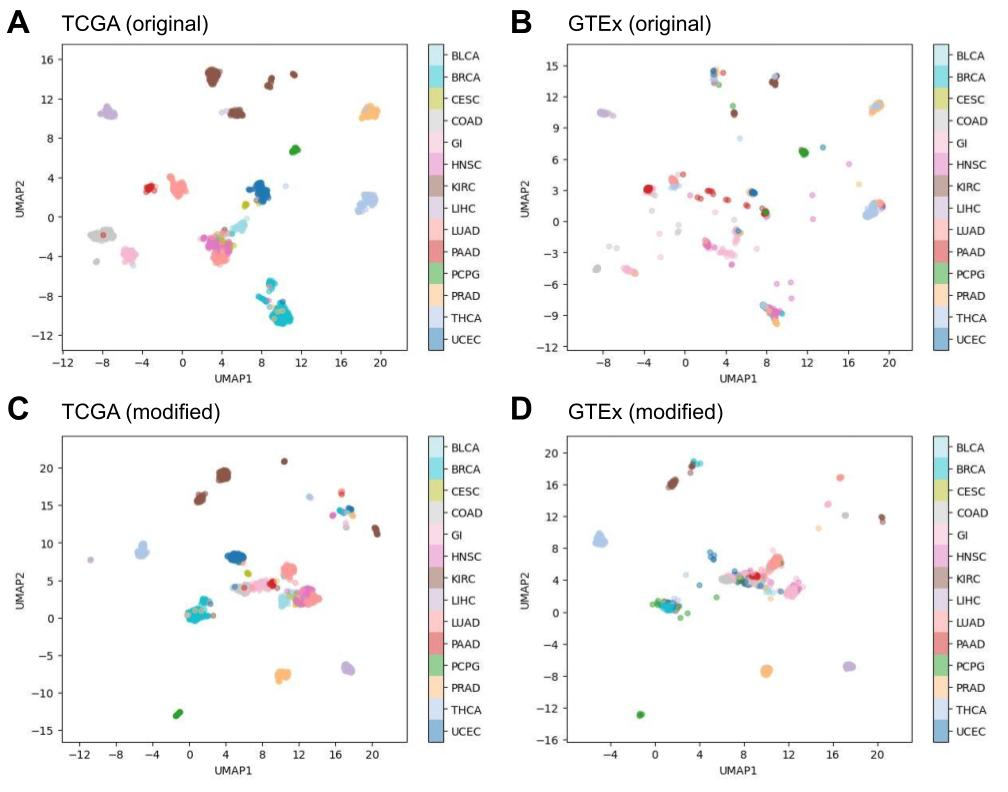 A TCGA (original)
16
12
8
4
0
−4
−8
−12
UMAP2
−12 −8 −4 0 4 8 12 16 20
UMAP1
BLCA
BRCA
CESC
COAD
GI
HNSC
KIRC
LIHC
LUAD
PAAD
PCPG
PRAD
THCA
UCEC
B GTEx (original)
15
12
9
6
3
0
−3
−6
−9
−12
UMAP2
−8 −4 0 4 8 12 16 20
UMAP1
BLCA
BRCA
CESC
COAD
GI
HNSC
KIRC
LIHC
LUAD
PAAD
PCPG
PRAD
THCA
UCEC
C TCGA (modified)
20
15
10
5
0
−5
−10
−15
UMAP2
−12 −8 −4 0 4 8 12 16 20
UMAP1
BLCA
BRCA
CESC
COAD
GI
HNSC
KIRC
LIHC
LUAD
PAAD
PCPG
PRAD
THCA
UCEC
D GTEx (modified)
20
16
12
8
4
0
−4
−8
−12
−16
UMAP2
−4 0 4 8 12 16 20
UMAP1
BLCA
BRCA
CESC
COAD
GI
HNSC
KIRC
LIHC
LUAD
PAAD
PCPG
PRAD
THCA
UCEC